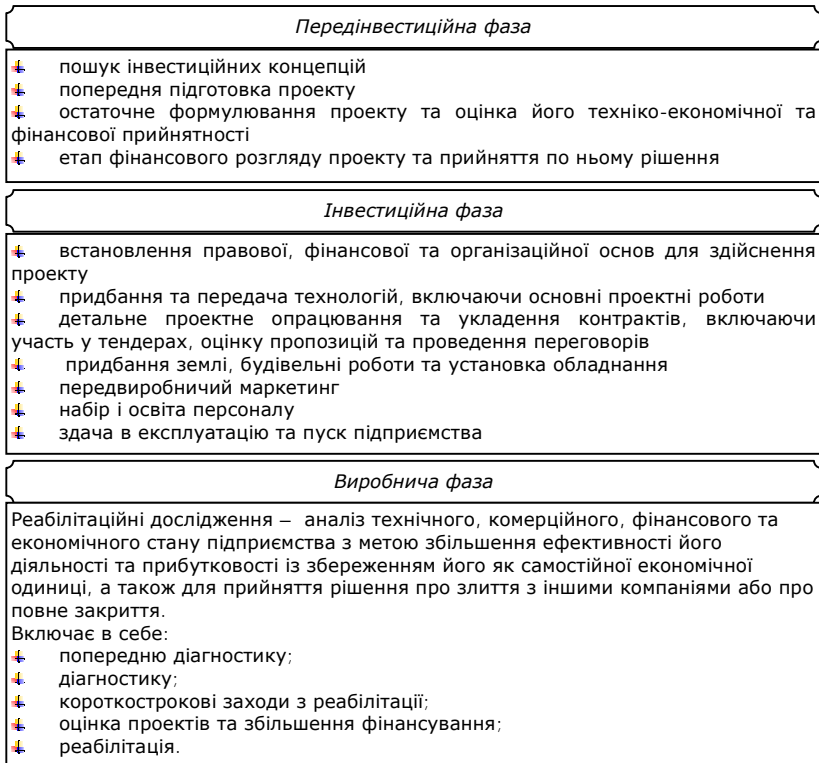 Передінвестиційна фаза
пошук інвестиційних концепцій
попередня підготовка проекту
остаточне формулювання проекту та оцінка його техніко-економічної та
фінансової прийнятності
етап фінансового розгляду проекту та прийняття по ньому рішення
Інвестиційна фаза
встановлення правової, фінансової та організаційної основ для здійснення
проекту
придбання та передача технологій, включаючи основні проектні роботи
детальне проектне опрацювання та укладення контрактів, включаючи
участь у тендерах, оцінку пропозицій та проведення переговорів
придбання землі, будівельні роботи та установка обладнання
передвиробничий маркетинг
набір і освіта персоналу
здача в експлуатацію та пуск підприємства
Виробнича фаза
Реабілітаційні дослідження – аналіз технічного, комерційного, фінансового та
економічного стану підприємства з метою збільшення ефективності його
діяльності та прибутковості із збереженням його як самостійної економічної
одиниці, а також для прийняття рішення про злиття з іншими компаніями або про
повне закриття.
Включає в себе:
попередню діагностику;
діагностику;
короткострокові заходи з реабілітації;
оцінка проектів та збільшення фінансування;
реабілітація.